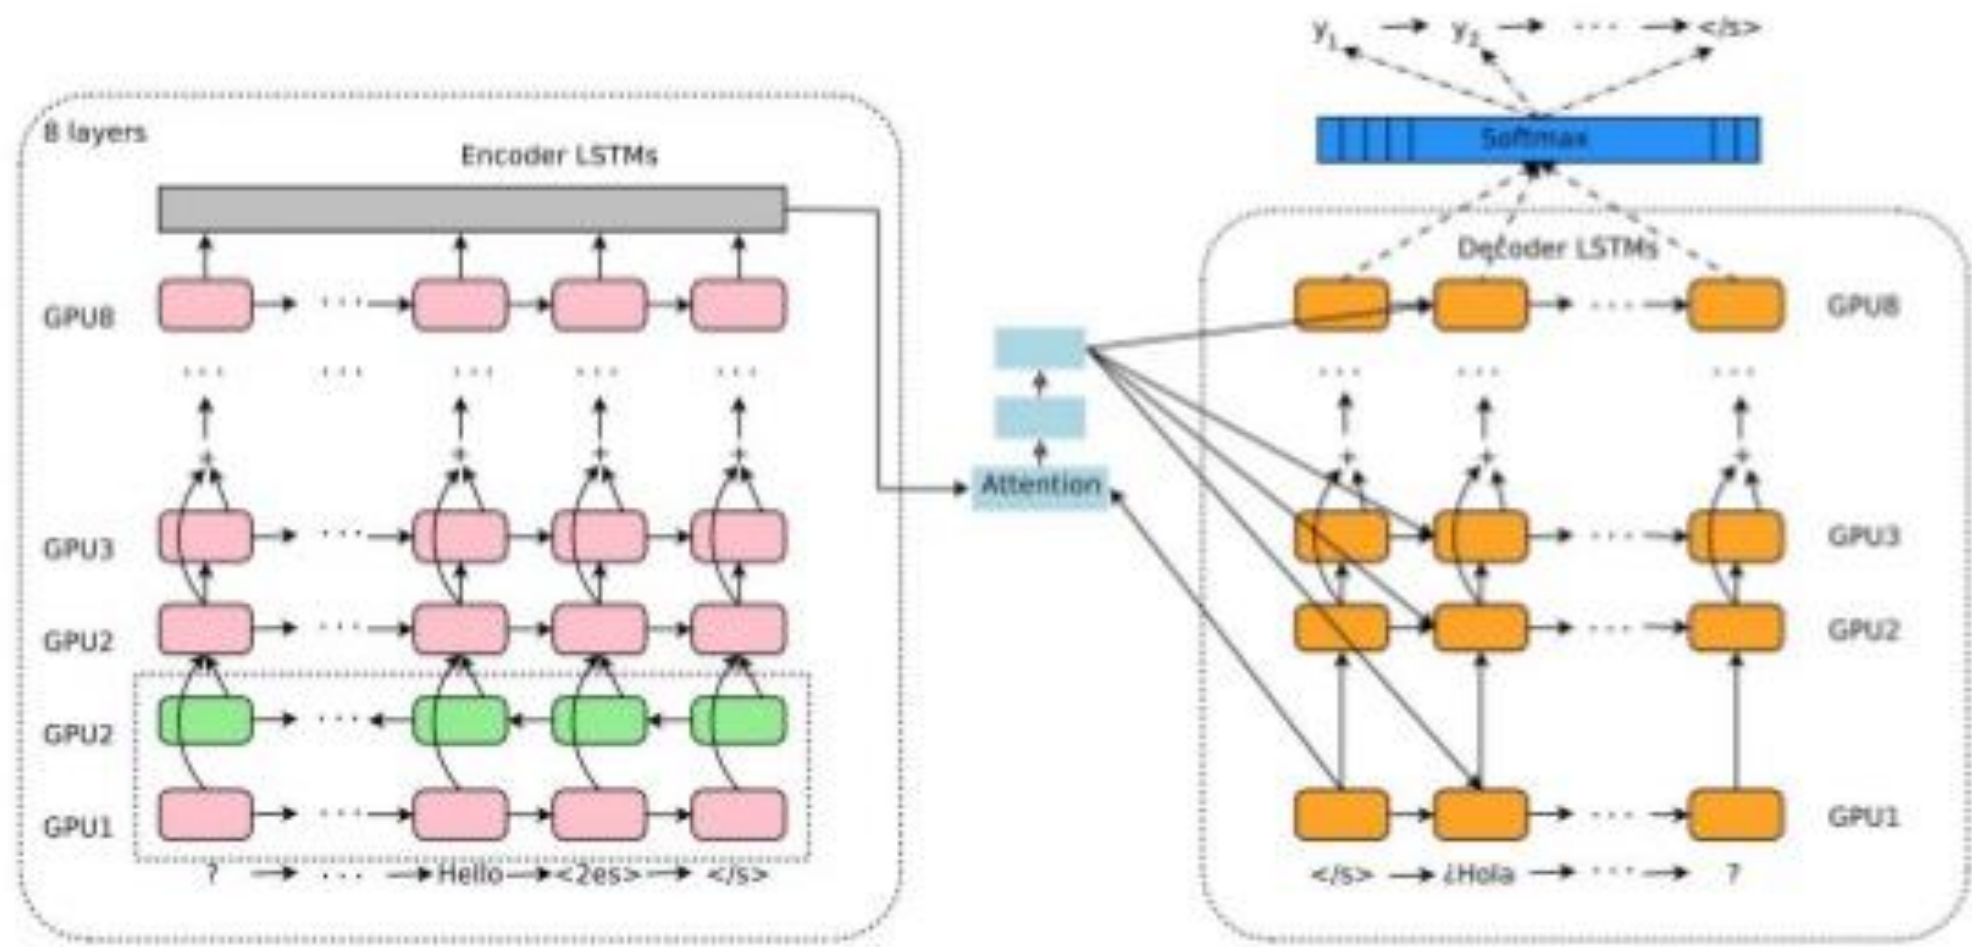 y1 → y2 → ... → </s>
8 layers
Encoder LSTMs
Softmax
Decoder LSTMs
GPU8
GPU8
Attention
GPU3
GPU3
GPU2
GPU2
GPU2
GPU1
GPU1
? → ... → Hello → <2es> → </s>
</s> → ¿Hola → ... → ?